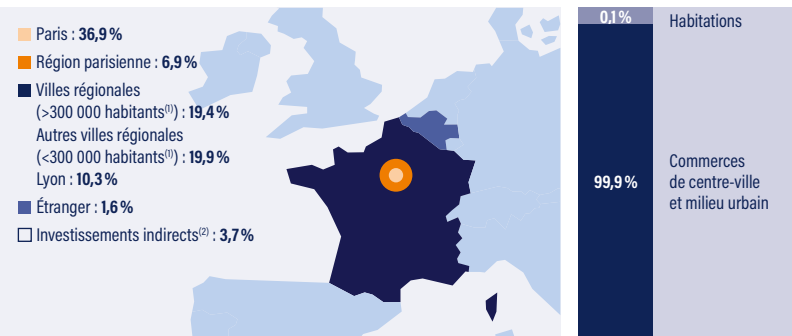 Paris : 36,9 %
Région parisienne : 6,9 %
Villes régionales
(>300 000 habitants(1)) : 19,4 %
Autres villes régionales
(<300 000 habitants(1)) : 19,9 %
Lyon : 10,3 %
Étranger : 1,6 %
Investissements indirects(2) : 3,7 %
0,1 %
Habitations
99,9 %
Commerces
de centre-ville
et milieu urbain